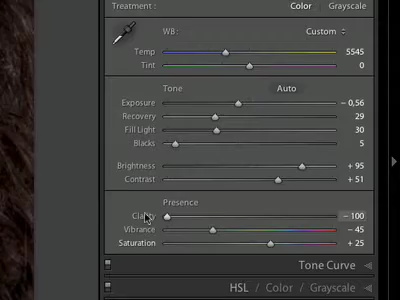 Treatment : Color Grayscale
WB: Custom
Temp 5545
Tint 0
Tone Auto
Exposure − 0,56
Recovery 29
Fill Light 30
Blacks 5
Brightness + 95
Contrast + 51
Presence
Clarity − 100
Vibrance − 45
Saturation + 25
Tone Curve
HSL / Color / Grayscale